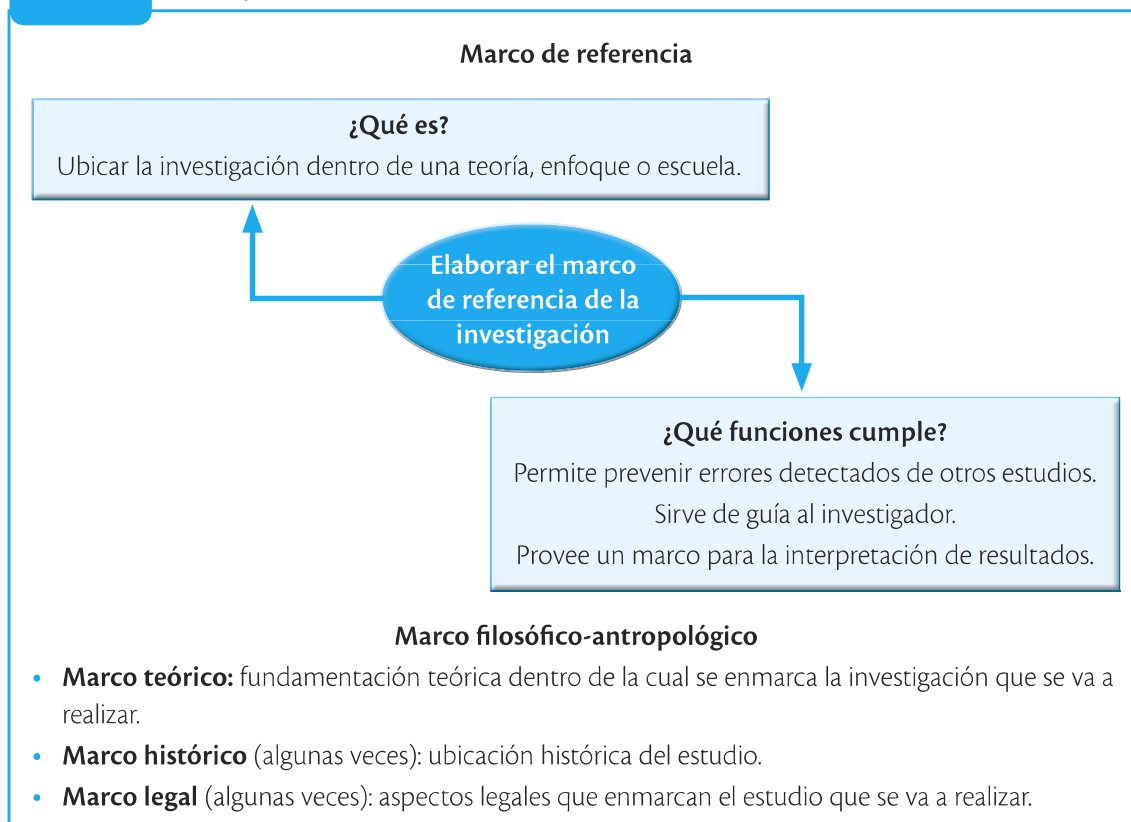 Marco de referencia
¿Qué es?
Ubicar la investigación dentro de una teoría, enfoque o escuela.
Elaborar el marco
de referencia de la
investigación
¿Qué funciones cumple?
Permite prevenir errores detectados de otros estudios.
Sirve de guía al investigador.
Provee un marco para la interpretación de resultados.
Marco filosófico-antropológico
• Marco teórico: fundamentación teórica dentro de la cual se enmarca la investigación que se va a
realizar.
• Marco histórico (algunas veces): ubicación histórica del estudio.
• Marco legal (algunas veces): aspectos legales que enmarcan el estudio que se va a realizar.